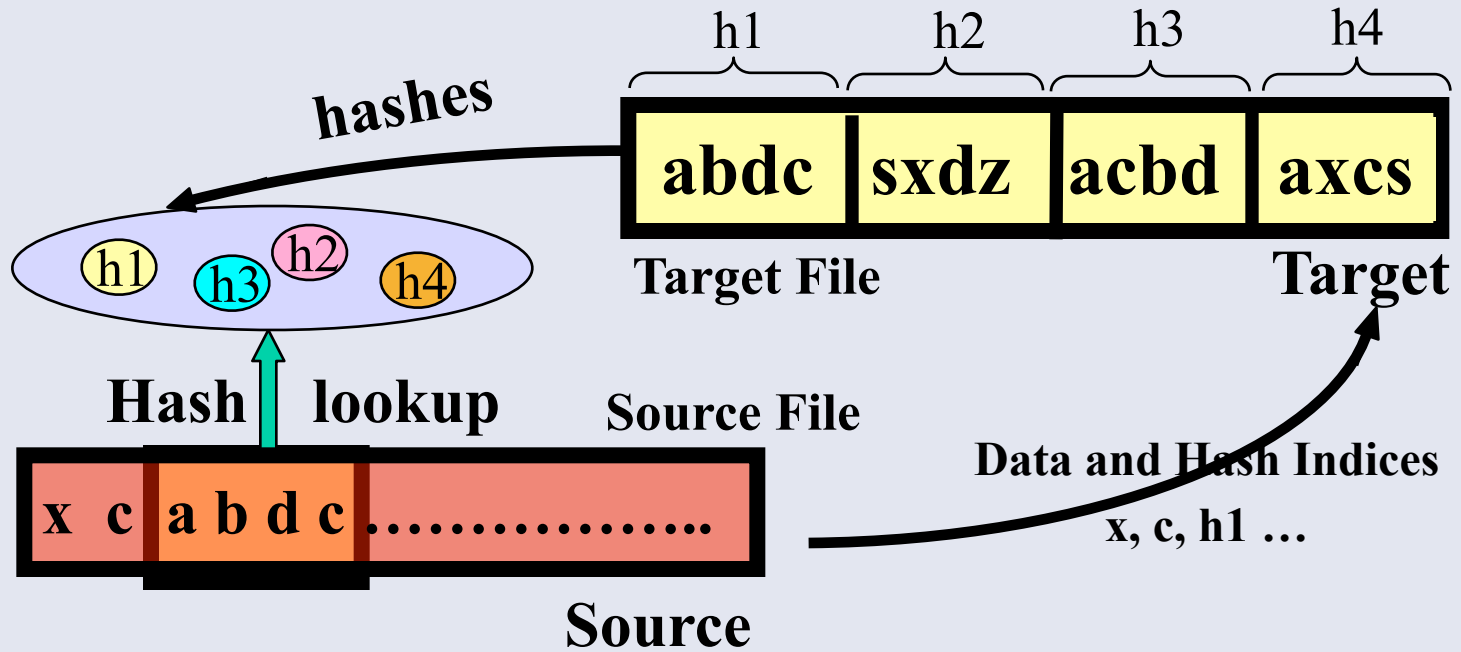 h1 h2 h3 h4
hashes
abdc sxdz acbd axcs
h1 h3 h2 h4
Target File
Target
Hash lookup
Source File
Data and Hash Indices
x, c, h1 …
x c a b d c ……………..
Source